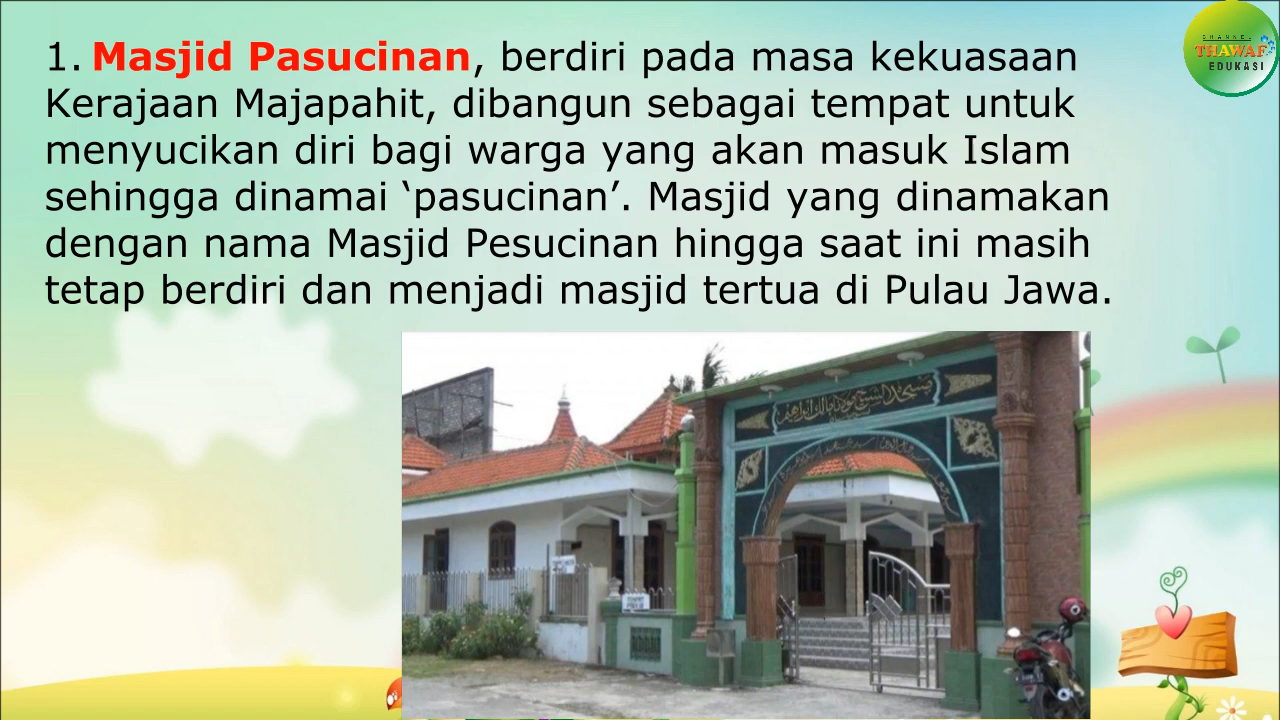 1. Masjid Pasucinan, berdiri pada masa kekuasaan
Kerajaan Majapahit, dibangun sebagai tempat untuk
menyucikan diri bagi warga yang akan masuk Islam
sehingga dinamai ‘pasucinan’. Masjid yang dinamakan
dengan nama Masjid Pesucinan hingga saat ini masih
tetap berdiri dan menjadi masjid tertua di Pulau Jawa.
CHANNEL
THAWAF
EDUKASI